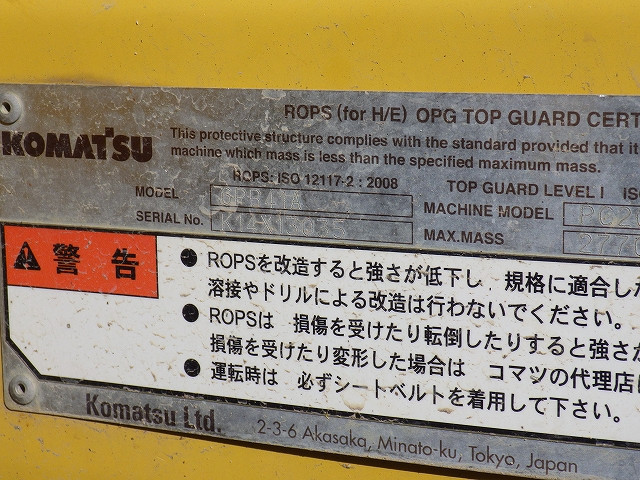 ROPS (for H/E) OPG TOP GUARD CERT
KOMATSU
This protective structure complies with the standard provided that it
machine which mass is less than the specified maximum mass.
ROPS: ISO 12117-2 : 2008
TOP GUARD LEVEL I ISO
MODEL
MACHINE MODEL PC2
SERIAL No.
MAX.MASS 277
警告
● ROPSを改造すると強さが低下し 規格に適合した
溶接やドリルによる改造は行わないでください。
● ROPSは 損傷を受けたり転倒したりすると強さが
損傷を受けたり変形した場合は コマツの代理店に
● 運転時は 必ずシートベルトを着用して下さい。
Komatsu Ltd.
2-3-6 Akasaka, Minato-ku, Tokyo, Japan